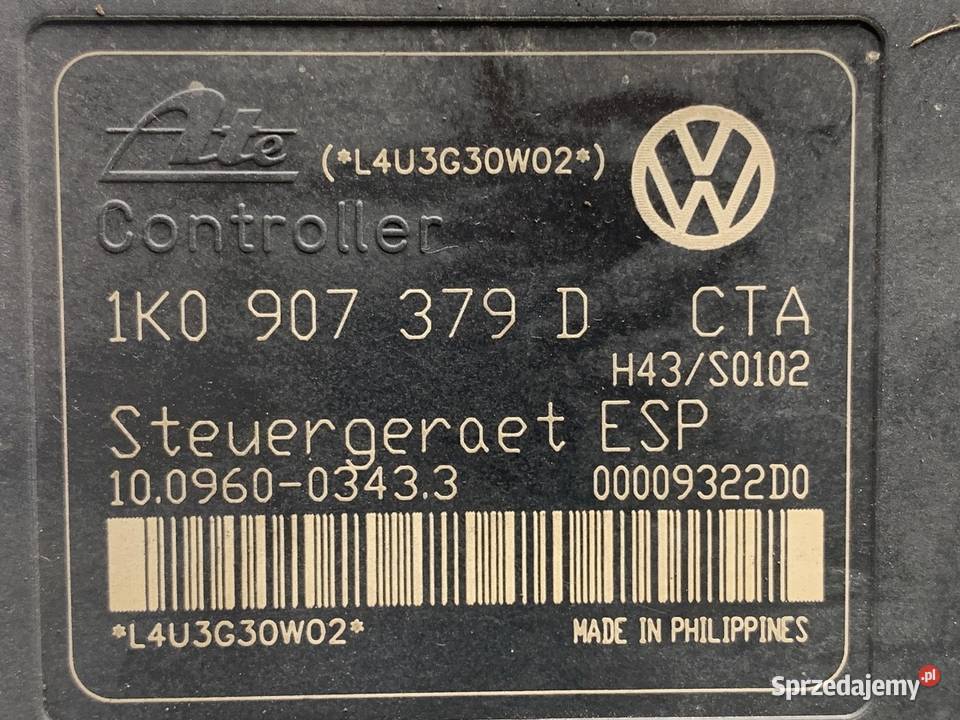 Ate (*L4U3G30W02*)
Controller
1K0 907 379 D CTA
H43/S0102
Steuergeraet ESP
10.0960-0343.3 00009322D0
*L4U3G30W02* MADE IN PHILIPPINES
Sprzedajemy.pl